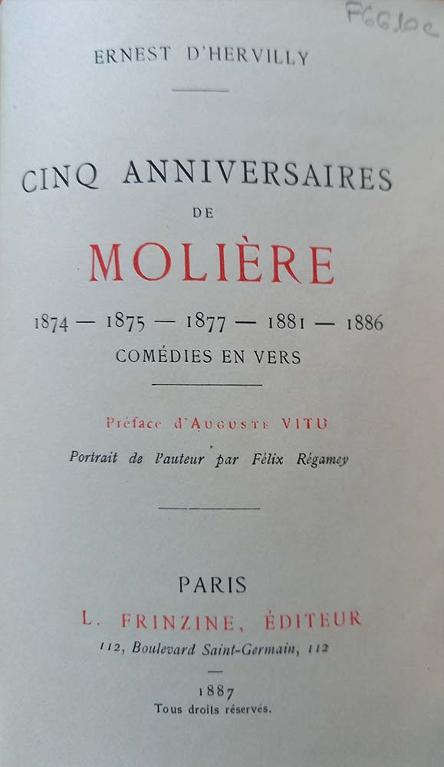 F6610c
ERNEST D'HERVILLY
CINQ ANNIVERSAIRES
DE
MOLIÈRE
1874 — 1875 — 1877 — 1881 — 1886
COMÉDIES EN VERS
Préface d'AUGUSTE VITU
Portrait de l'auteur par Félix Régamey
PARIS
L. FRINZINE, ÉDITEUR
112, Boulevard Saint-Germain, 112
1887
Tous droits réservés.